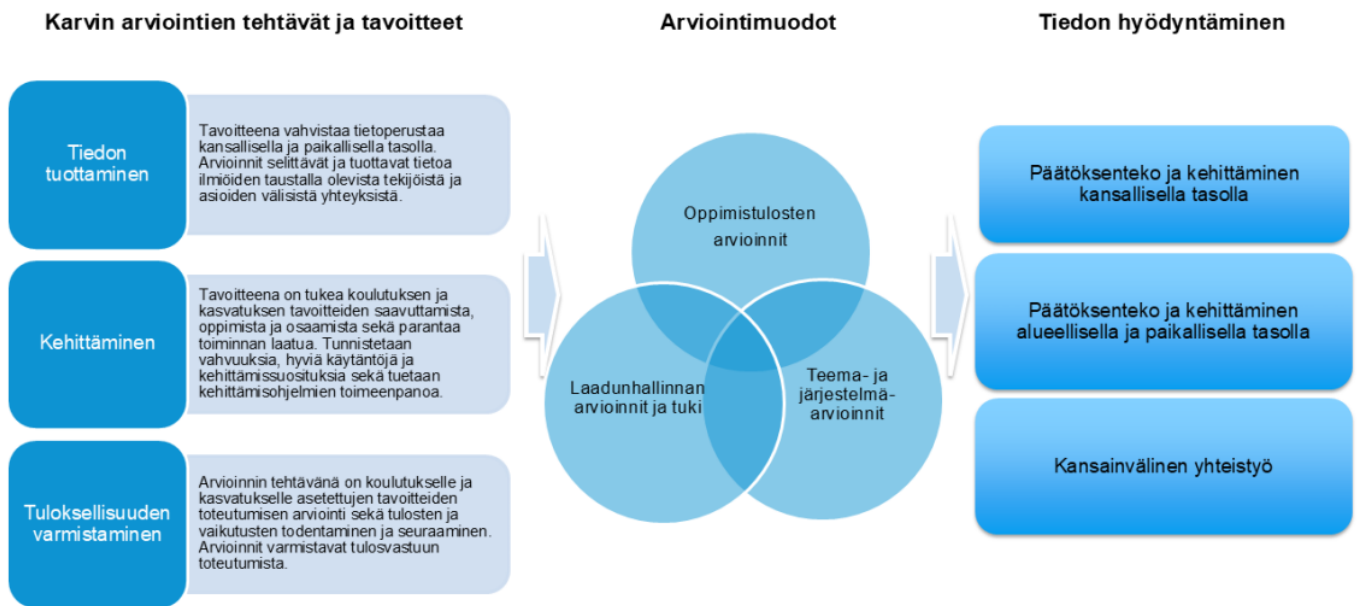 Karvin arviointien tehtävät ja tavoitteet
Arviointimuodot
Tiedon hyödyntäminen
Tiedon
tuottaminen
Tavoitteena vahvistaa tietoperustaa
kansallisella ja paikallisella tasolla.
Arvioinnit selittävät ja tuottavat tietoa
ilmiöiden taustalla olevista tekijöistä ja
asioiden välisistä yhteyksistä.
Kehittäminen
Tavoitteena on tukea koulutuksen ja
kasvatuksen tavoitteiden saavuttamista,
oppimista ja osaamista sekä parantaa
toiminnan laatua. Tunnistetaan
vahvuuksia, hyviä käytäntöjä ja
kehittämissuosituksia sekä tuetaan
kehittämisohjelmien toimeenpanoa.
Tuloksellisuuden
varmistaminen
Arvioinnin tehtävänä on koulutukselle ja
kasvatukselle asetettujen tavoitteiden
toteutumisen arviointi sekä tulosten ja
vaikutusten todentaminen ja seuraaminen.
Arvioinnit varmistavat tulosvastuun
toteutumista.
Oppimistulosten
arvioinnit
Laadunhallinnan
arvioinnit ja tuki
Teema- ja
järjestelmä-
arvioinnit
Päätöksenteko ja kehittäminen
kansallisella tasolla
Päätöksenteko ja kehittäminen
alueellisella ja paikallisella tasolla
Kansainvälinen yhteistyö